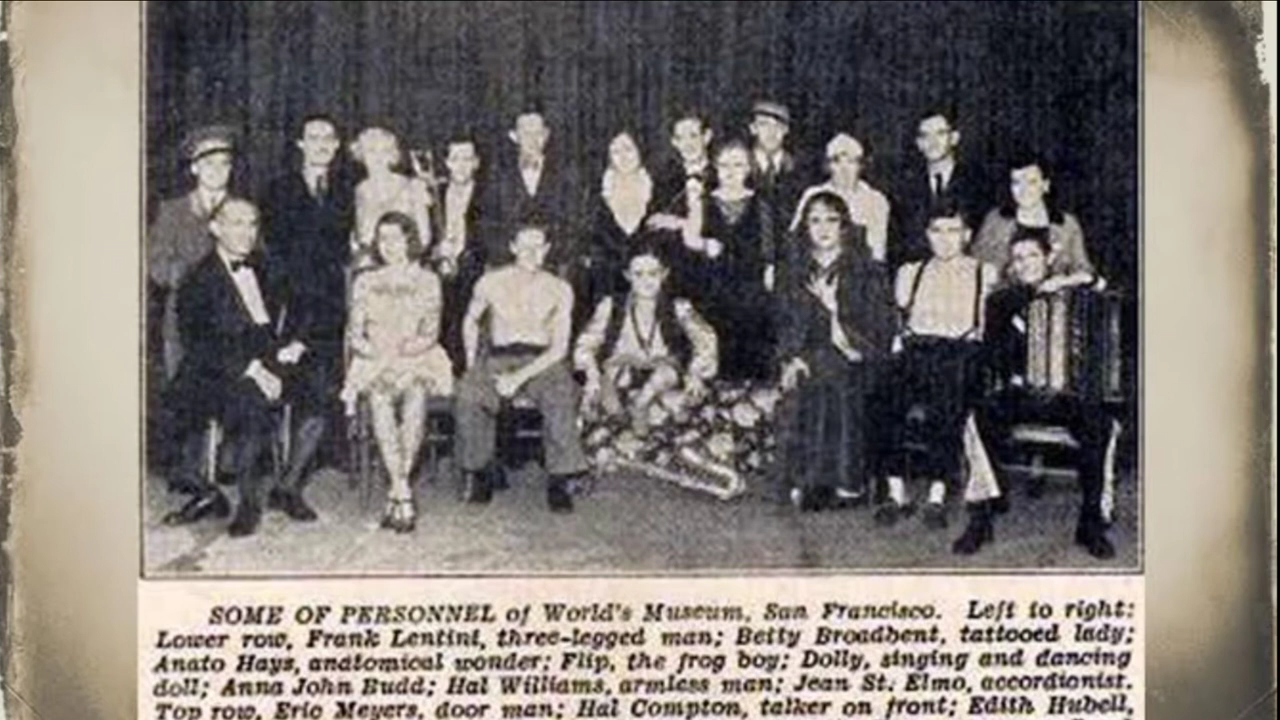 SOME OF PERSONNEL of World's Museum, San Francisco. Left to right:
Lower row, Frank Lentini, three-legged man; Betty Broadbent, tattooed lady;
Anato Hays, anatomical wonder; Flip, the frog boy; Dolly, singing and dancing
doll; Anna John Budd; Hal Williams, armless man; Jean St. Elmo, accordionist.
Top row, Eric Meyers, door man; Hal Compton, talker on front; Edith Hubell,